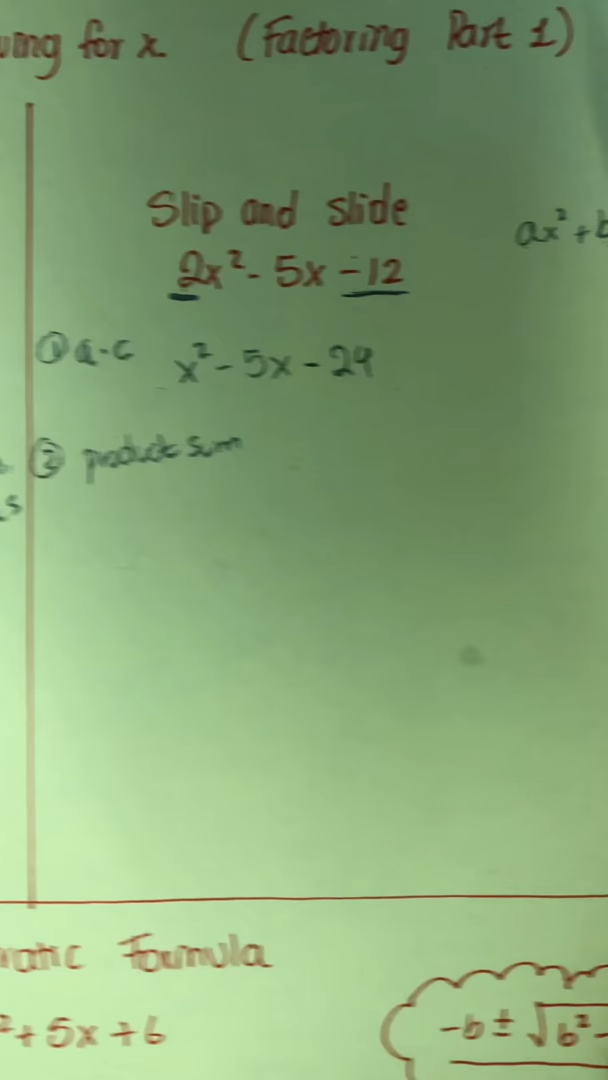 ing for x (Factoring Part 1)
Slip and slide
ax² + b
2x² - 5x - 12
① a·c x² - 5x - 24
② product sum
s
ratic Formula
² + 5x + 6
-b ± √b² -